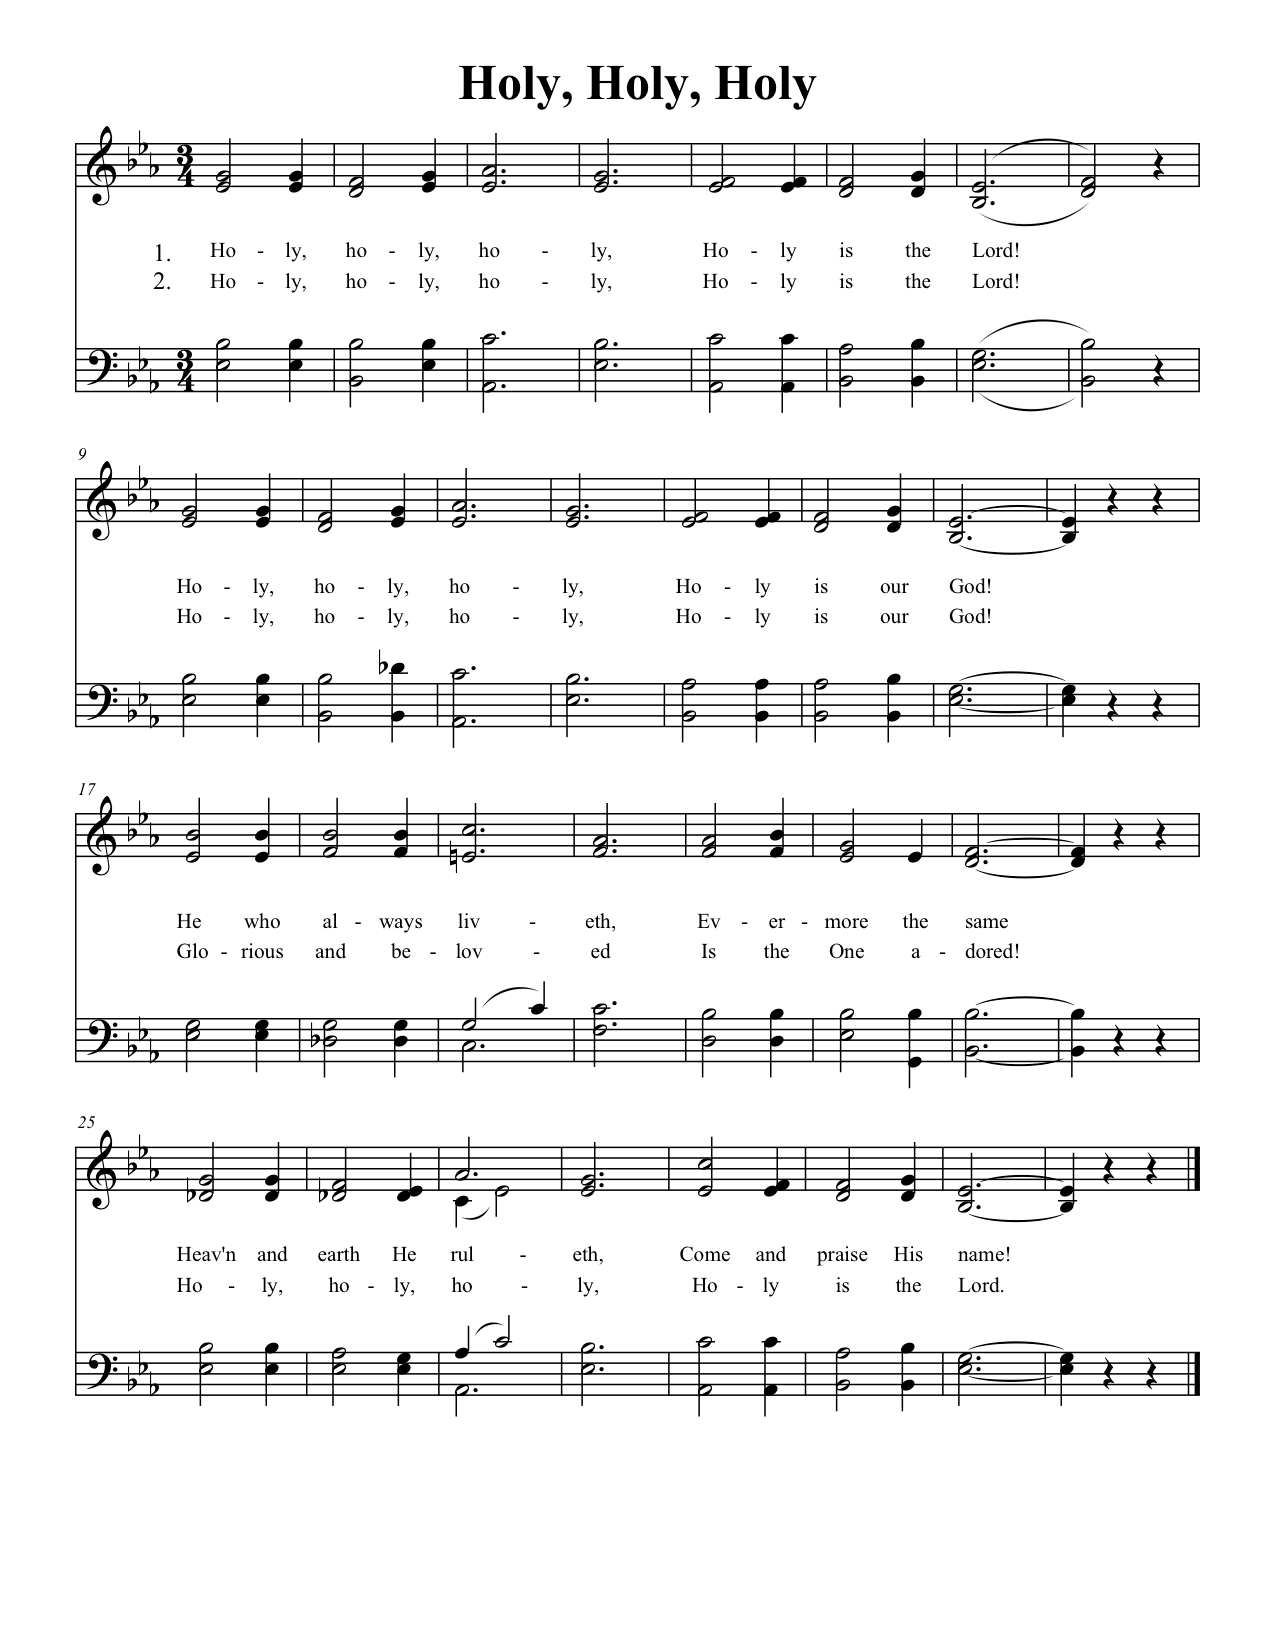 Holy, Holy, Holy
3
4
1. Ho - ly, ho - ly, ho - ly, Ho - ly is the Lord!
2. Ho - ly, ho - ly, ho - ly, Ho - ly is the Lord!
3
4
9
Ho - ly, ho - ly, ho - ly, Ho - ly is our God!
Ho - ly, ho - ly, ho - ly, Ho - ly is our God!
17
He who al - ways liv - eth, Ev - er - more the same
Glo - rious and be - lov - ed Is the One a - dored!
25
Heav'n and earth He rul - eth, Come and praise His name!
Ho - ly, ho - ly, ho - ly, Ho - ly is the Lord.